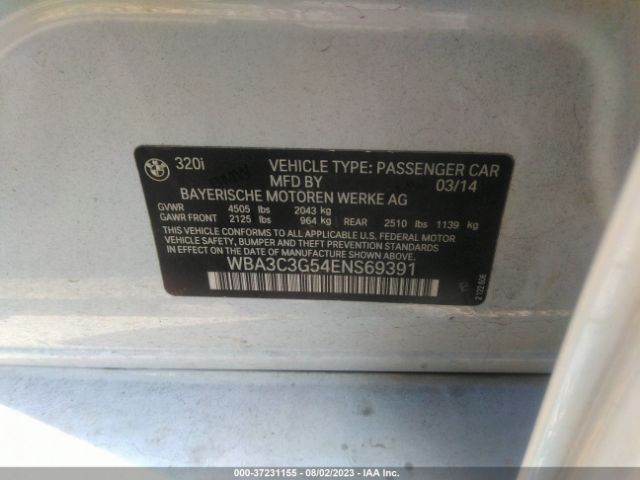 320i VEHICLE TYPE: PASSENGER CAR
MFD BY 03/14
BAYERISCHE MOTOREN WERKE AG
GVWR 4505 lbs 2043 kg
GAWR FRONT 2125 lbs 964 kg REAR 2510 lbs 1139 kg
THIS VEHICLE CONFORMS TO ALL APPLICABLE U.S. FEDERAL MOTOR
VEHICLE SAFETY, BUMPER AND THEFT PREVENTION STANDARDS
IN EFFECT ON THE DATE OF MANUFACTURE SHOWN ABOVE.
WBA3C3G54ENS69391
2 122 606
000-37231155 - 08/02/2023 - IAA Inc.